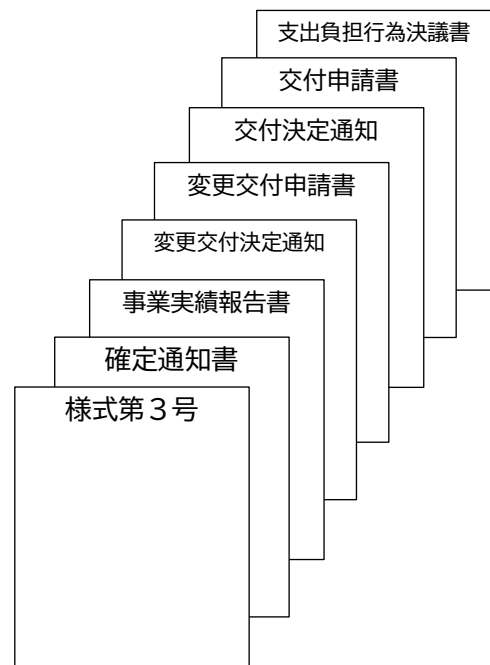 支出負担行為決議書
交付申請書
交付決定通知
変更交付申請書
変更交付決定通知
事業実績報告書
確定通知書
様式第３号